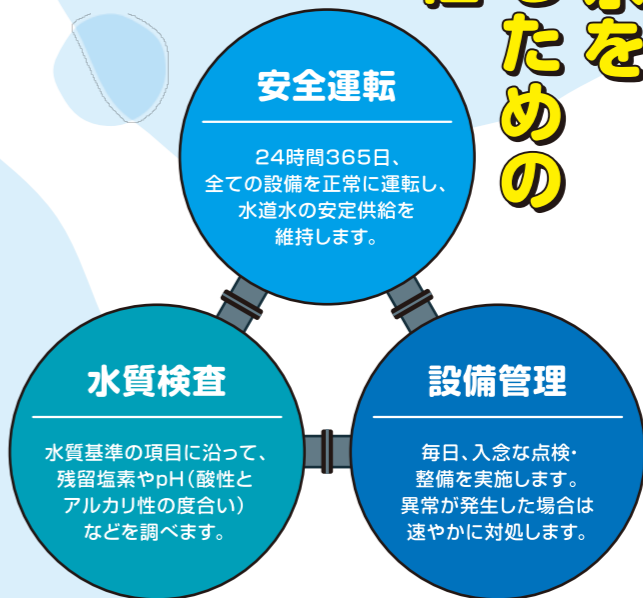 ための
安全運転
24時間365日、
全ての設備を正常に運転し、
水道水の安定供給を
維持します。
水質検査
水質基準の項目に沿って、
残留塩素やpH(酸性と
アルカリ性の度合い)
などを調べます。
設備管理
毎日、入念な点検・
整備を実施します。
異常が発生した場合は
速やかに対処します。